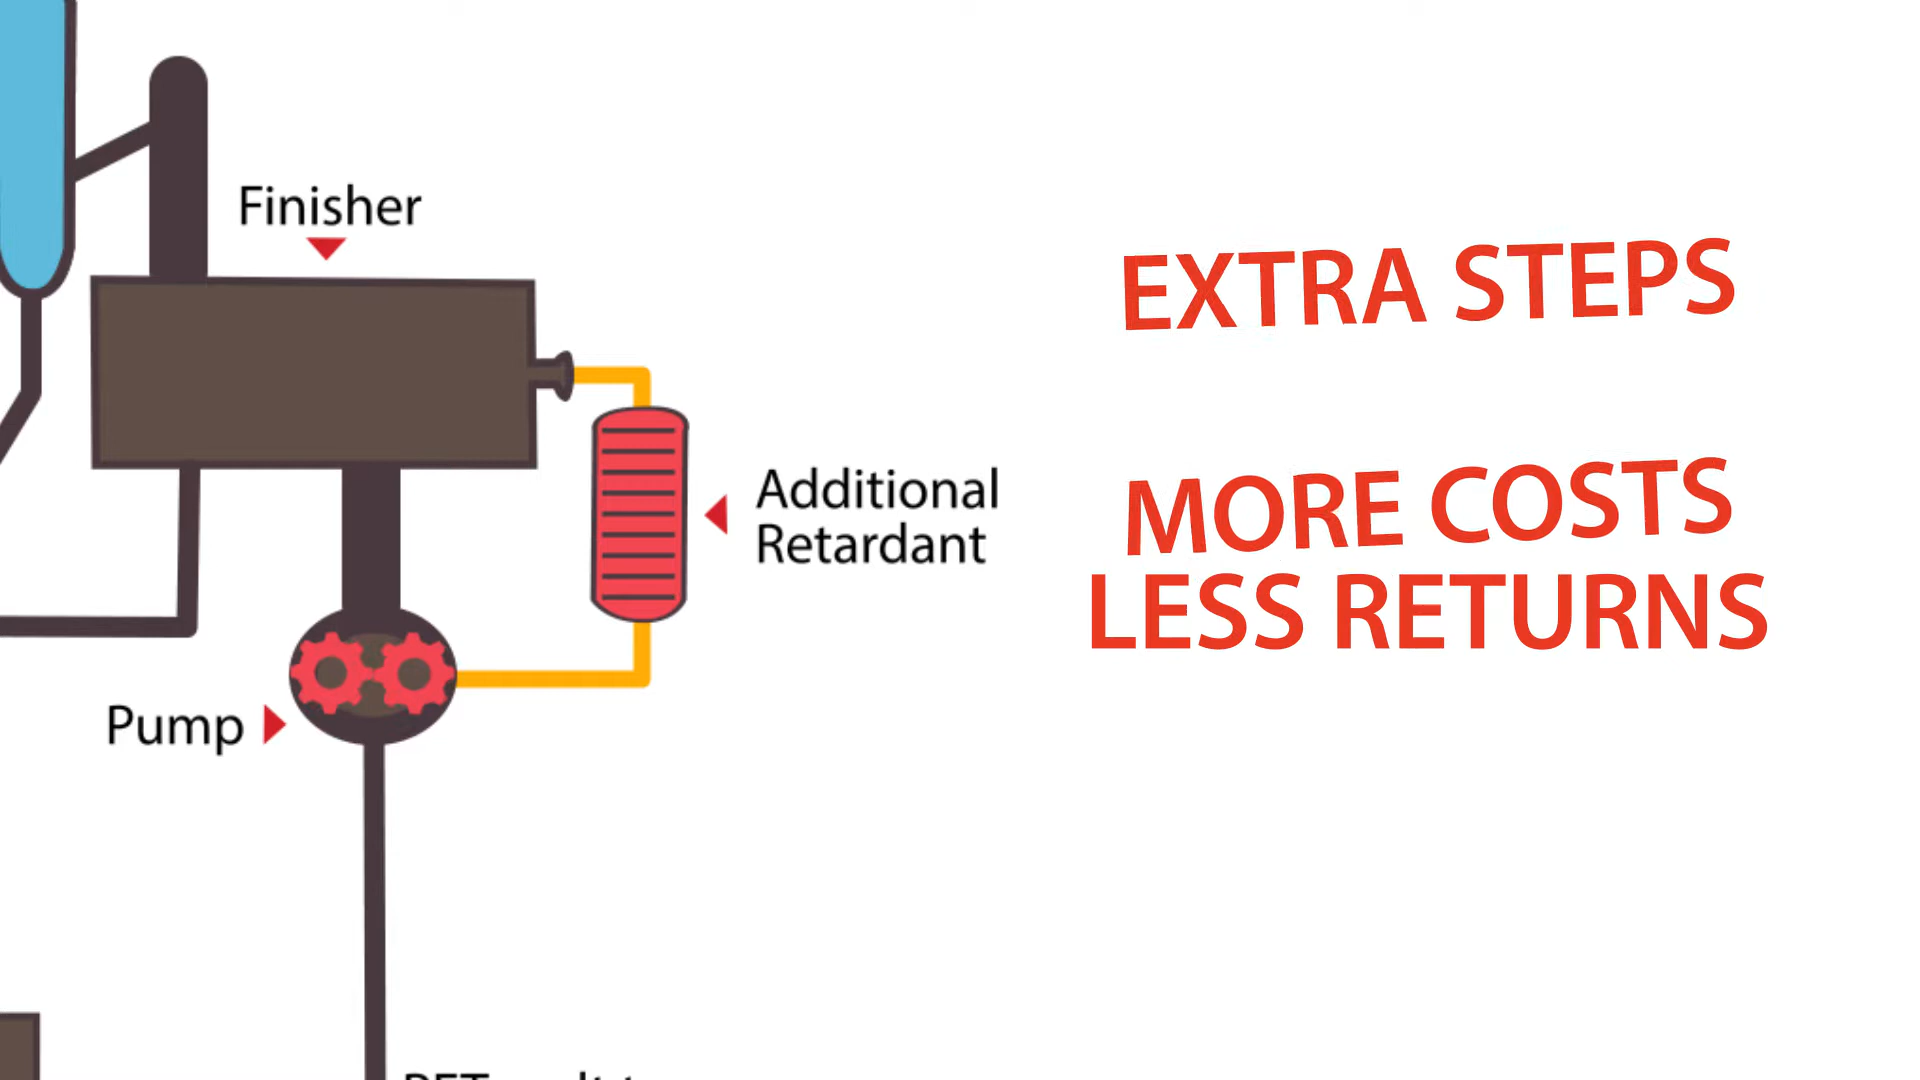 Finisher
EXTRA STEPS
Additional
Retardant
MORE COSTS
LESS RETURNS
Pump